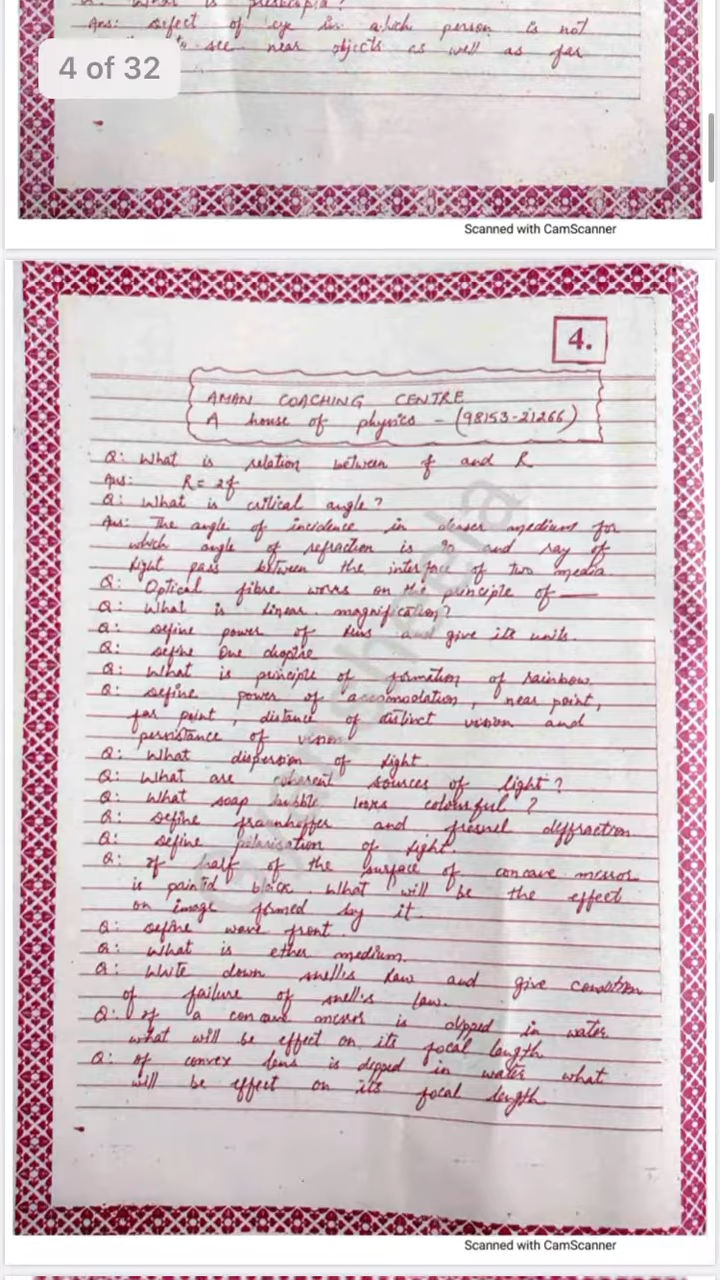 Q: What is presbiopia?
Ans: defect of eye in which person is not
to see near objects as well as far
4 of 32
Scanned with CamScanner
4.
AMAN COACHING CENTRE
A house of physics - (98153-21266)
Q: What is relation between f and R
Ans: R = 2f
Q: What is critical angle?
Ans: The angle of incidence in denser medium for
which angle of refraction is 90 and ray of
light pass between the interface of two media.
Q: Optical fibre works on the principle of ——
Q: What is linear magnification?
Q: Define power of lens and give its units.
Q: Define One dioptre
Q: What is principle of formation of rainbow
Q: Define power of accomodation, near point,
far point, distance of distinct vision and
persistance of vision
Q: What dispersion of light
Q: What are coherent sources of light?
Q: What soap bubble looks colourful?
Q: Define fraunhoffer and fresnel diffraction
Q: Define polarisation of light.
Q: If half of the surface of concave mirror
is painted black. What will be the effect
on image formed by it.
Q: Define wave front.
Q: What is ether medium.
Q: Write down snell's law and give condition
of failure of snell's law.
Q: If a concave mirror is dipped in water
what will be effect on its focal length
Q: If convex lens is dipped in water what
will be effect on its focal length
Scanned with CamScanner